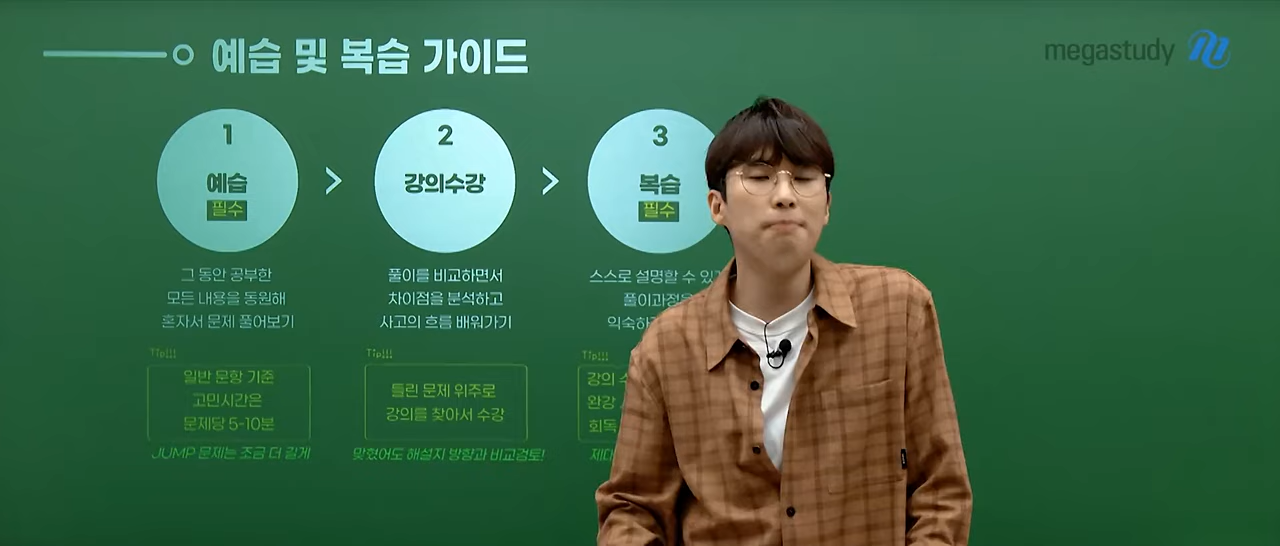 예습 및 복습 가이드
megastudy
1
예습
필수
그 동안 공부한
모든 내용을 동원해
혼자서 문제 풀어보기
Tip!!!
일반 문항 기준
고민시간은
문제당 5-10분
JUMP 문제는 조금 더 길게
2
강의수강
풀이를 비교하면서
차이점을 분석하고
사고의 흐름 배워가기
Tip!!!
틀린 문제 위주로
강의를 찾아서 수강
맞혔어도 해설지 방향과 비교검토!
3
복습
필수
스스로 설명할 수
풀이과정을
Tip!!!
강의
완강
회독